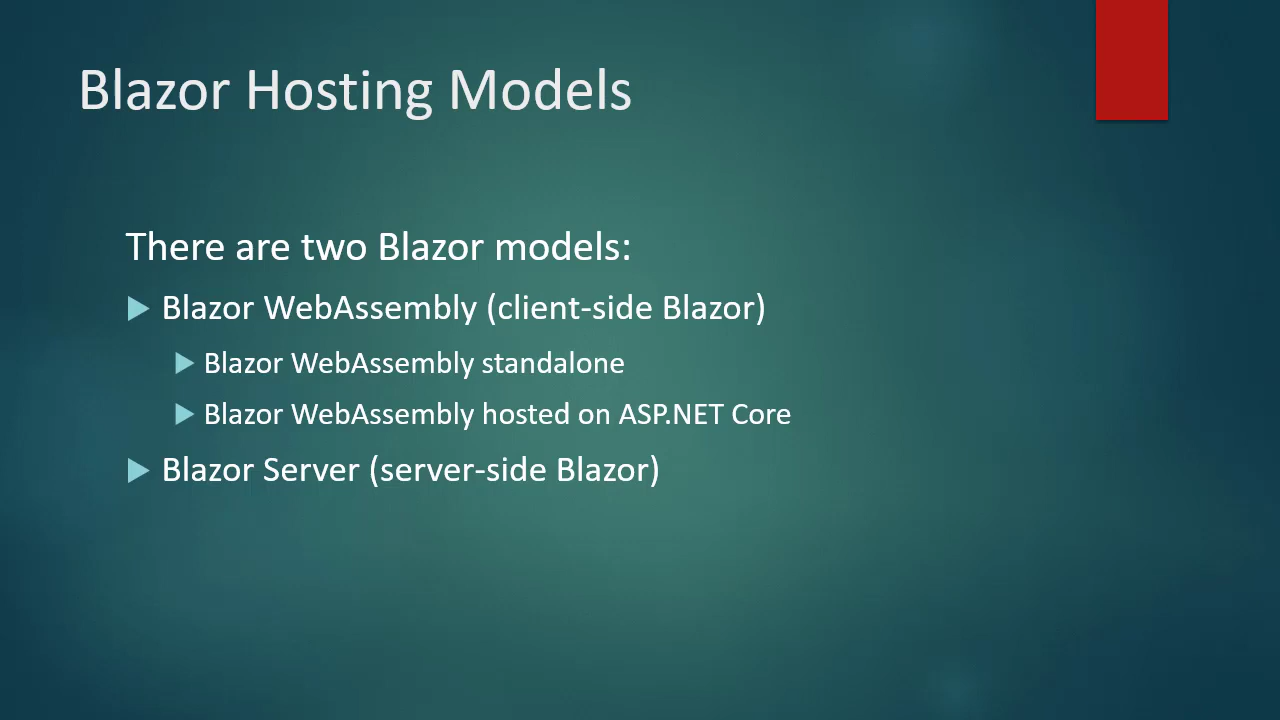 Blazor Hosting Models
There are two Blazor models:
Blazor WebAssembly (client-side Blazor)
Blazor WebAssembly standalone
Blazor WebAssembly hosted on ASP.NET Core
Blazor Server (server-side Blazor)